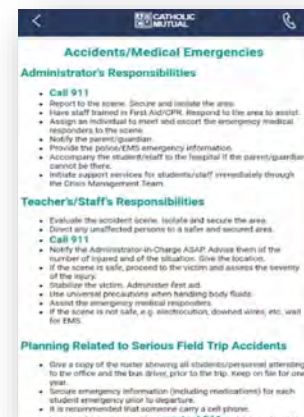 CATHOLIC
MUTUAL
Accidents/Medical Emergencies
Administrator's Responsibilities
• Call 911
• Report to the scene. Secure and isolate the area.
• Have staff trained in First Aid/CPR. Respond to the area to assist.
• Assign an individual to meet and escort the emergency medical
responders to the scene.
• Notify the parent/guardian.
• Provide the police/EMS emergency information.
• Accompany the student/staff to the hospital if the parent/guardian
cannot be there.
• Initiate support services for students/staff immediately through
the Crisis Management Team.
Teacher's/Staff's Responsibilities
• Evaluate the accident scene. Isolate and secure the area.
• Direct any unaffected persons to a safer and secured area.
• Call 911
• Notify the Administrator-in-Charge ASAP. Advise them of the
number of injured and of the situation. Give the location.
• If the scene is safe, proceed to the victim and assess the severity
of the injury.
• Stabilize the victim. Administer first aid.
• Use universal precautions when handling body fluids.
• Assist the emergency medical responders.
• If the scene is not safe, e.g. electrocution, downed wires, etc. wait
for EMS.
Planning Related to Serious Field Trip Accidents
• Give a copy of the roster showing all students/personnel attending
to the office and the bus driver, prior to the trip. Keep on file for one
year.
• Secure emergency information (including medications) for each
student emergency prior to departure.
• It is recommended that someone carry a cell phone.